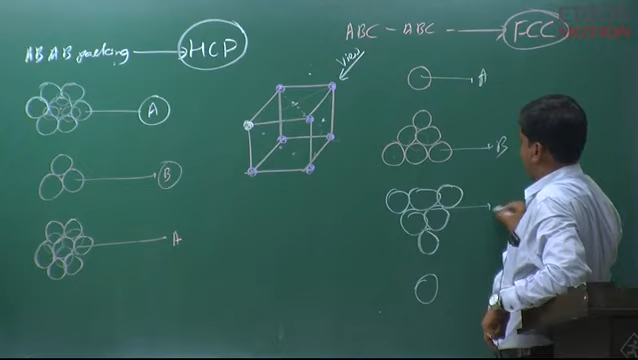 AB AB packing → HCP
A
B
A
View
ABC - ABC → FCC
A
B